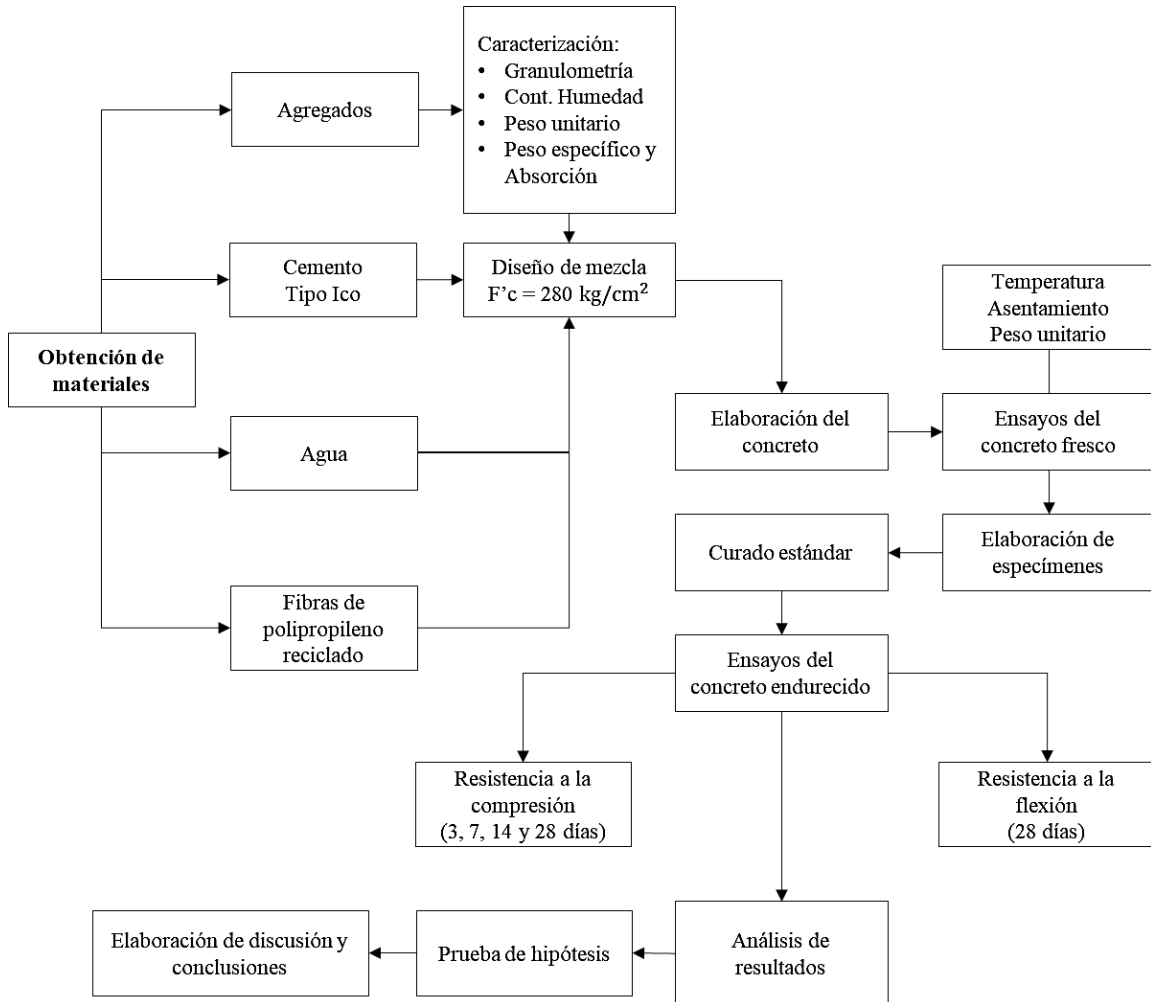 Caracterización:
• Granulometría
• Cont. Humedad
• Peso unitario
• Peso específico y
Absorción
Agregados
Cemento
Tipo Ico
Diseño de mezcla
F’c = 280 kg/cm²
Temperatura
Asentamiento
Peso unitario
Obtención de
materiales
Elaboración del
concreto
Ensayos del
concreto fresco
Agua
Curado estándar
Elaboración de
especímenes
Fibras de
polipropileno
reciclado
Ensayos del
concreto endurecido
Resistencia a la
compresión
(3, 7, 14 y 28 días)
Resistencia a la
flexión
(28 días)
Elaboración de discusión y
conclusiones
Prueba de hipótesis
Análisis de
resultados